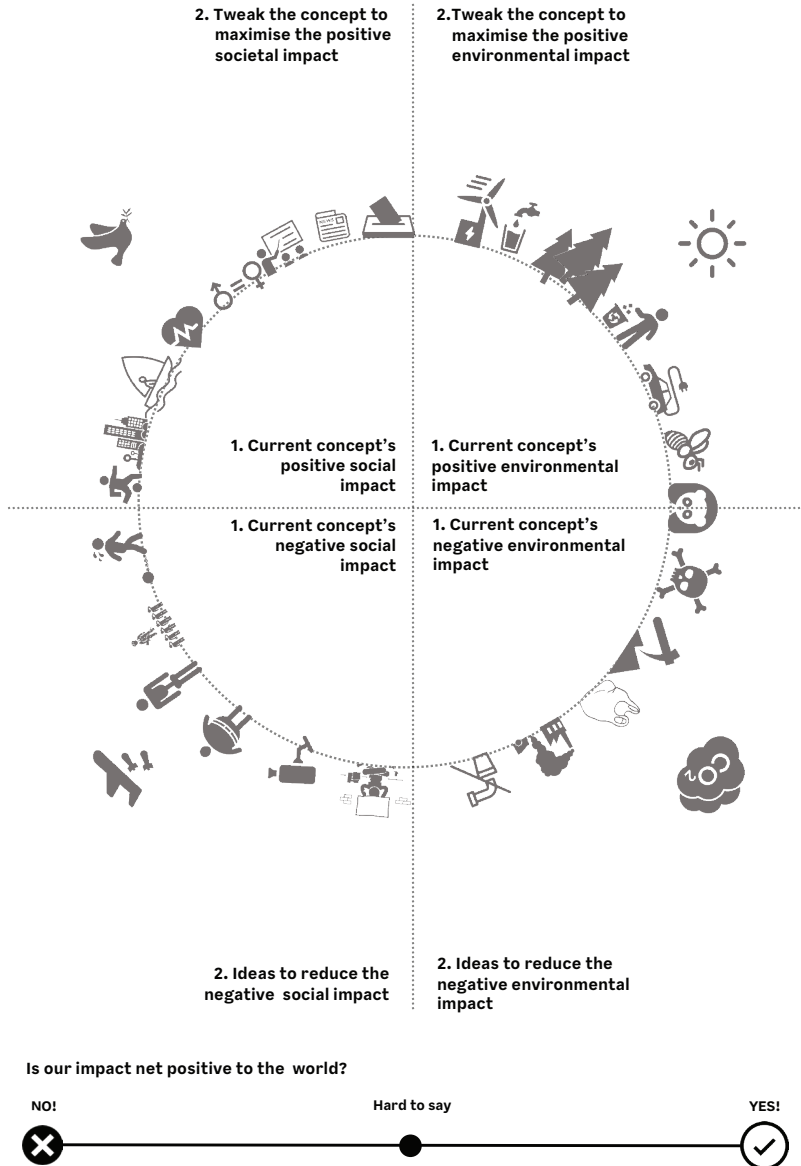 2. Tweak the concept to
maximise the positive
societal impact
2.Tweak the concept to
maximise the positive
environmental impact
1. Current concept's
positive social
impact
1. Current concept's
positive environmental
impact
1. Current concept's
negative social
impact
1. Current concept's
negative environmental
impact
2. Ideas to reduce the
negative social impact
2. Ideas to reduce the
negative environmental
impact
Is our impact net positive to the world?
NO!
Hard to say
YES!